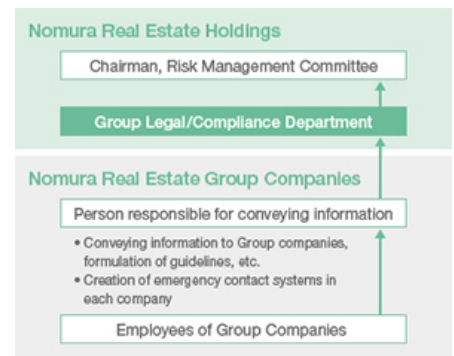 Nomura Real Estate Holdings
Chairman, Risk Management Committee
Group Legal/Compliance Department
Nomura Real Estate Group Companies
Person responsible for conveying information
• Conveying information to Group companies,
formulation of guidelines, etc.
• Creation of emergency contact systems in
each company
Employees of Group Companies